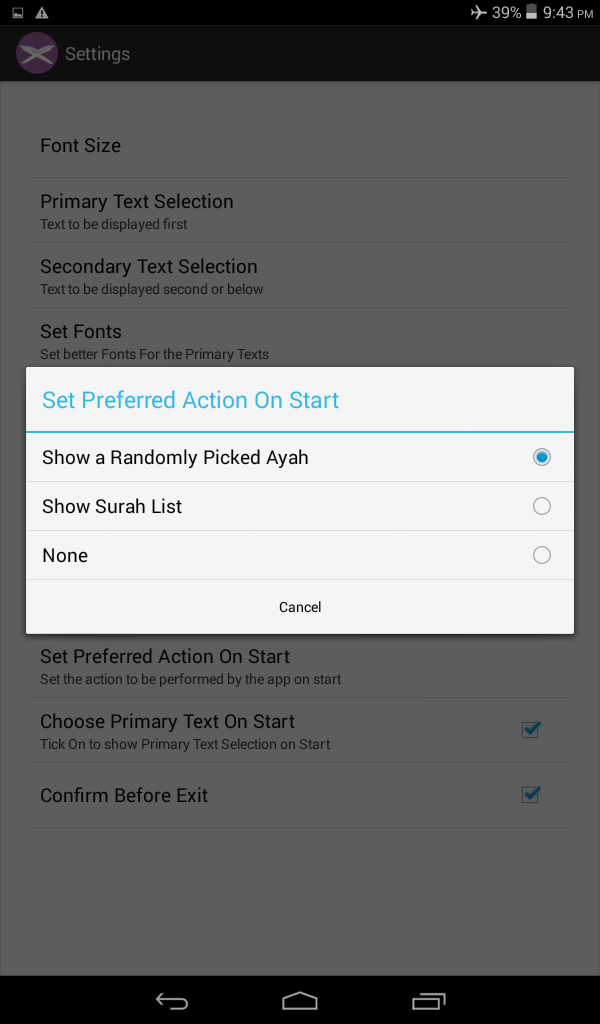 39% 9:43 PM
Settings
Font Size
Primary Text Selection
Text to be displayed first
Secondary Text Selection
Text to be displayed second or below
Set Fonts
Set better Fonts For the Primary Texts
Set Preferred Action On Start
Show a Randomly Picked Ayah
Show Surah List
None
Cancel
Set Preferred Action On Start
Set the action to be performed by the app on start
Choose Primary Text On Start
Tick On to show Primary Text Selection on Start
Confirm Before Exit